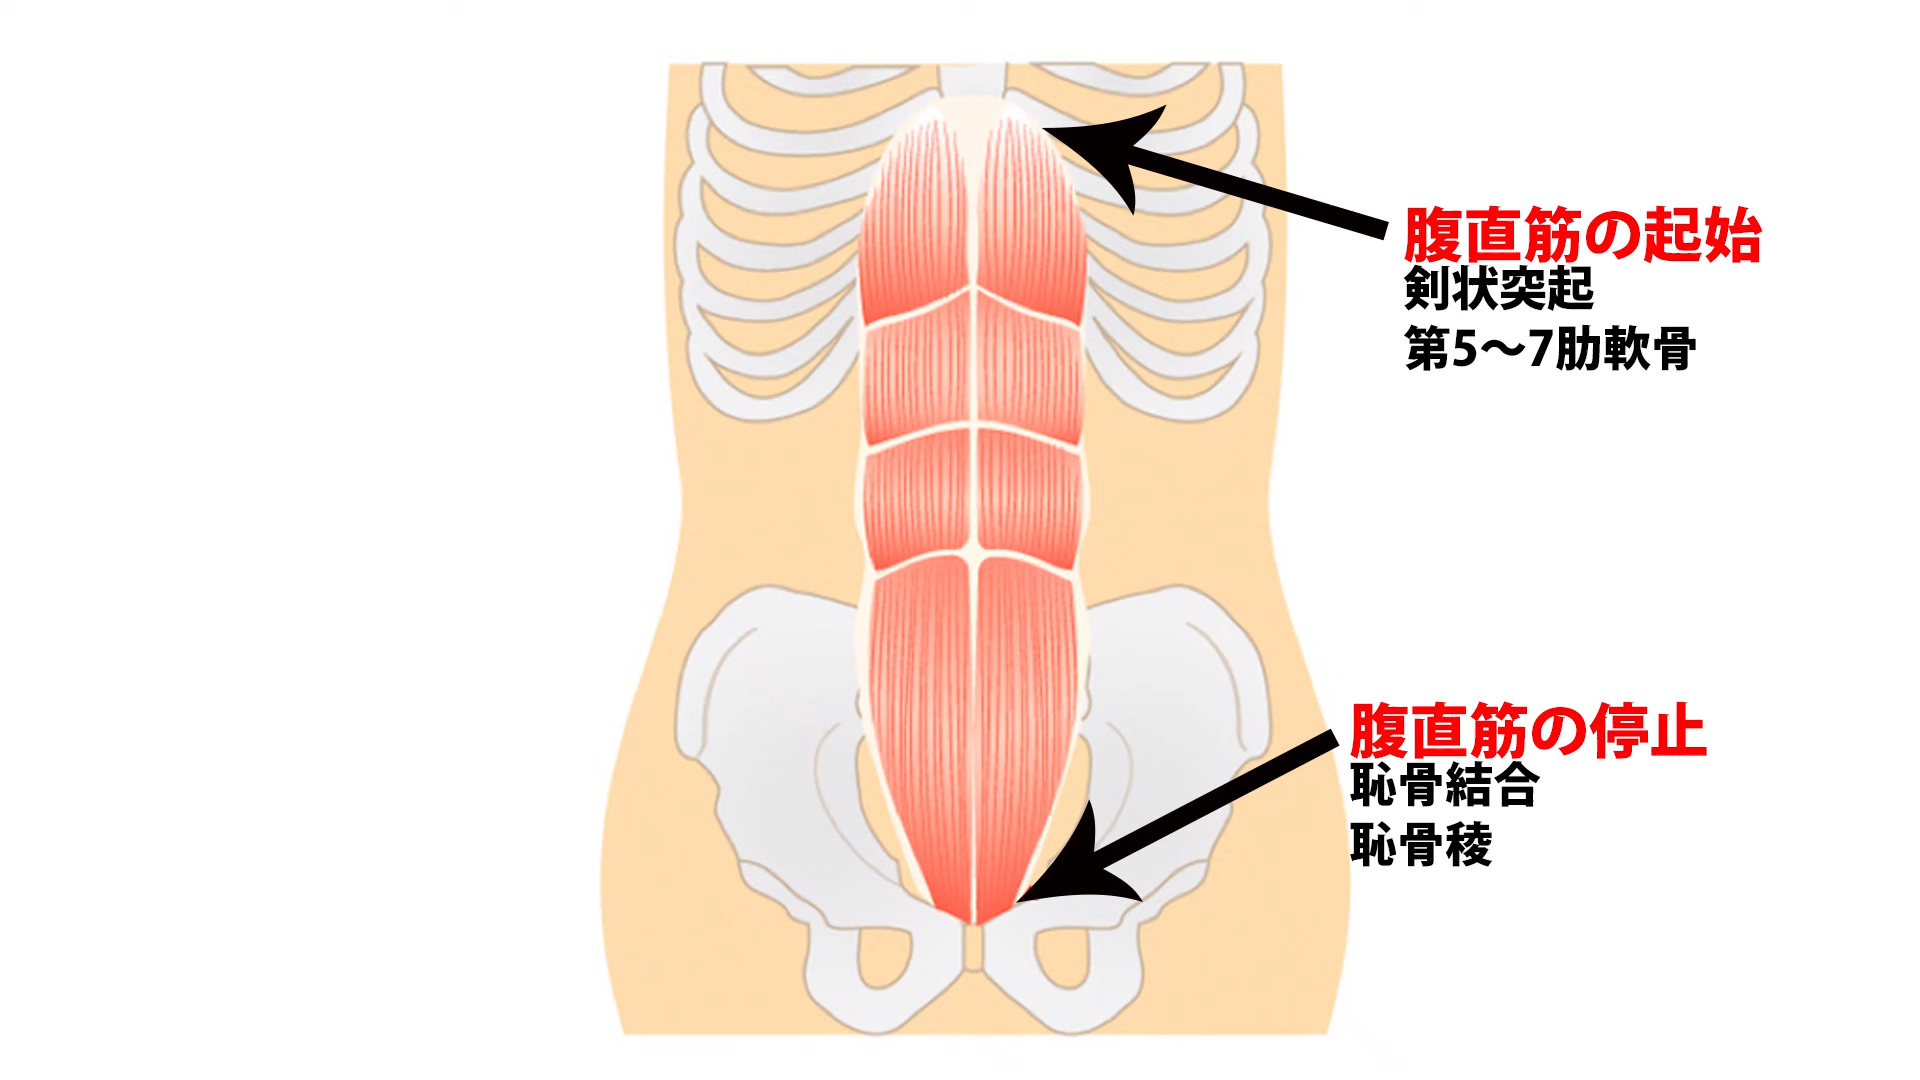 腹直筋の起始
剣状突起
第5〜7肋軟骨
腹直筋の停止
恥骨結合
恥骨稜